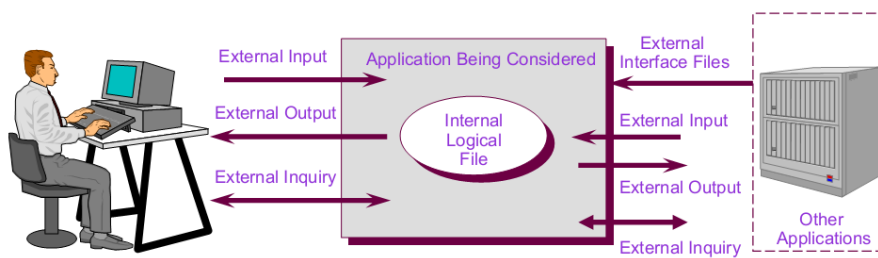 External Input
External Output
External Inquiry
Application Being Considered
Internal
Logical
File
External
Interface Files
External Input
External Output
External Inquiry
Other
Applications